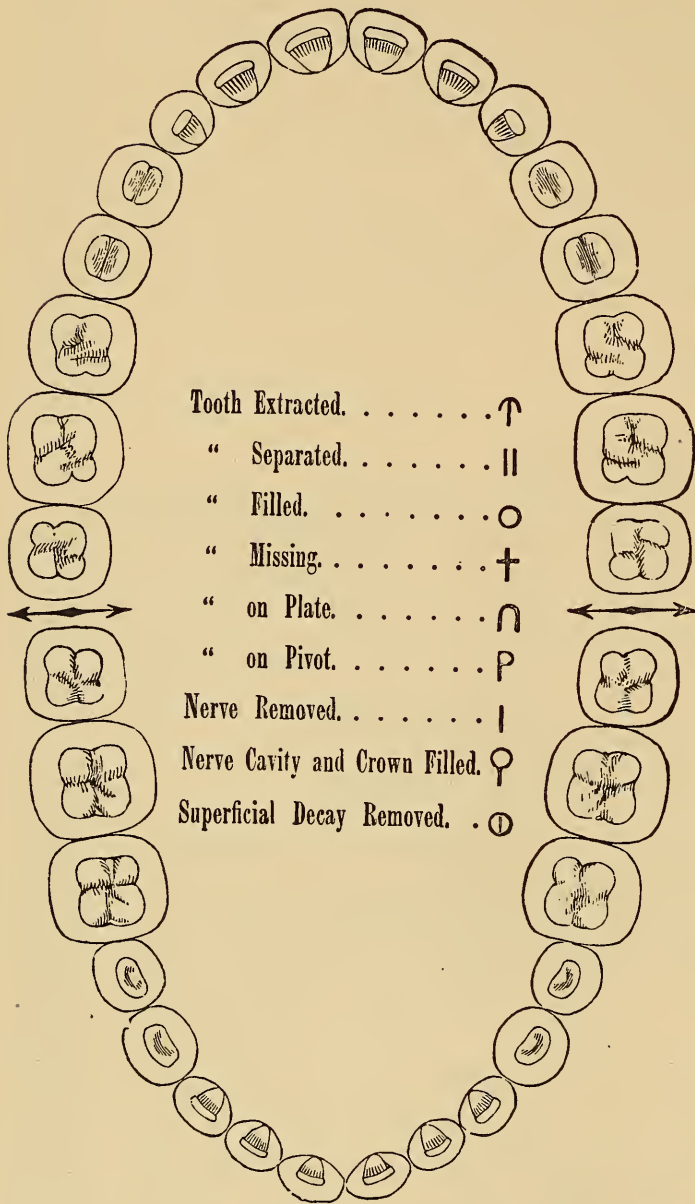 Tooth Extracted. . . . . . . ↑
“ Separated. . . . . . . ||
“ Filled. . . . . . . . O
“ Missing. . . . . . . . +
“ on Plate. . . . . . . ∩
“ on Pivot. . . . . . . P
Nerve Removed. . . . . . . |
Nerve Cavity and Crown Filled. ⚲
Superficial Decay Removed. . ⦶